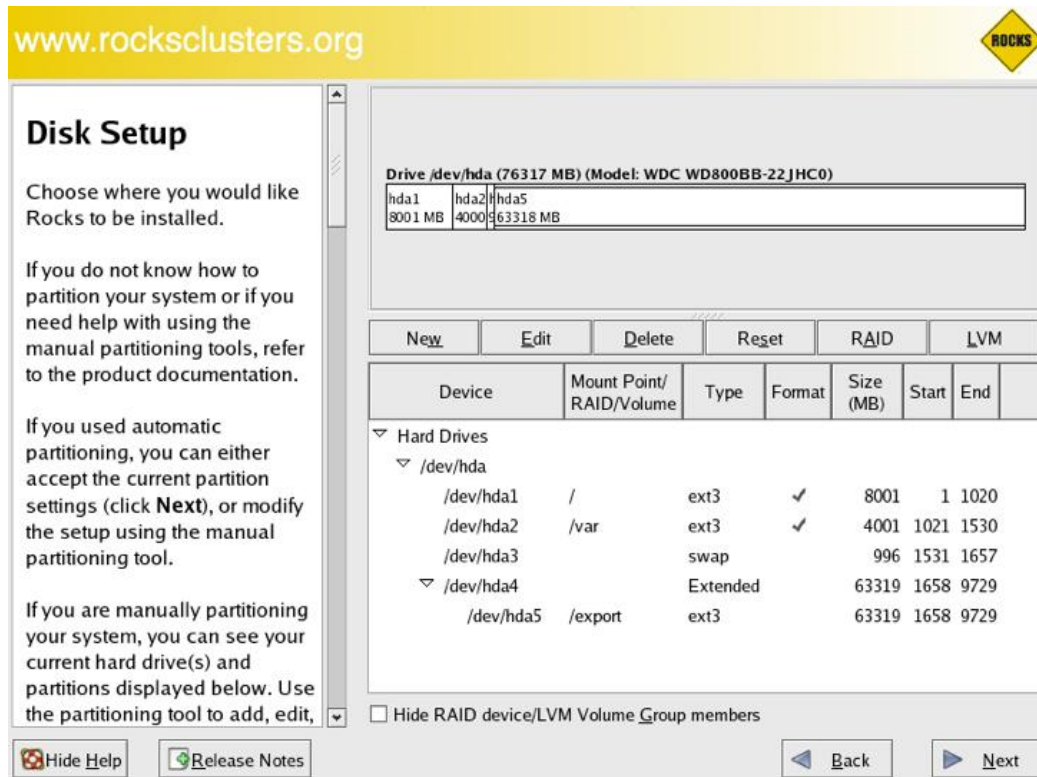 www.rocksclusters.org
ROCKS
Disk Setup
Choose where you would like
Rocks to be installed.
If you do not know how to
partition your system or if you
need help with using the
manual partitioning tools, refer
to the product documentation.
If you used automatic
partitioning, you can either
accept the current partition
settings (click Next), or modify
the setup using the manual
partitioning tool.
If you are manually partitioning
your system, you can see your
current hard drive(s) and
partitions displayed below. Use
the partitioning tool to add, edit,
Drive /dev/hda (76317 MB) (Model: WDC WD800BB-22JHC0)
hda1 hda2 hda5
8001 MB 4000 63318 MB
New Edit Delete Reset RAID LVM
Device Mount Point/ RAID/Volume Type Format Size (MB) Start End
Hard Drives
/dev/hda
/dev/hda1 / ext3 ✓ 8001 1 1020
/dev/hda2 /var ext3 ✓ 4001 1021 1530
/dev/hda3 swap 996 1531 1657
/dev/hda4 Extended 63319 1658 9729
/dev/hda5 /export ext3 63319 1658 9729
Hide RAID device/LVM Volume Group members
Hide Help Release Notes Back Next